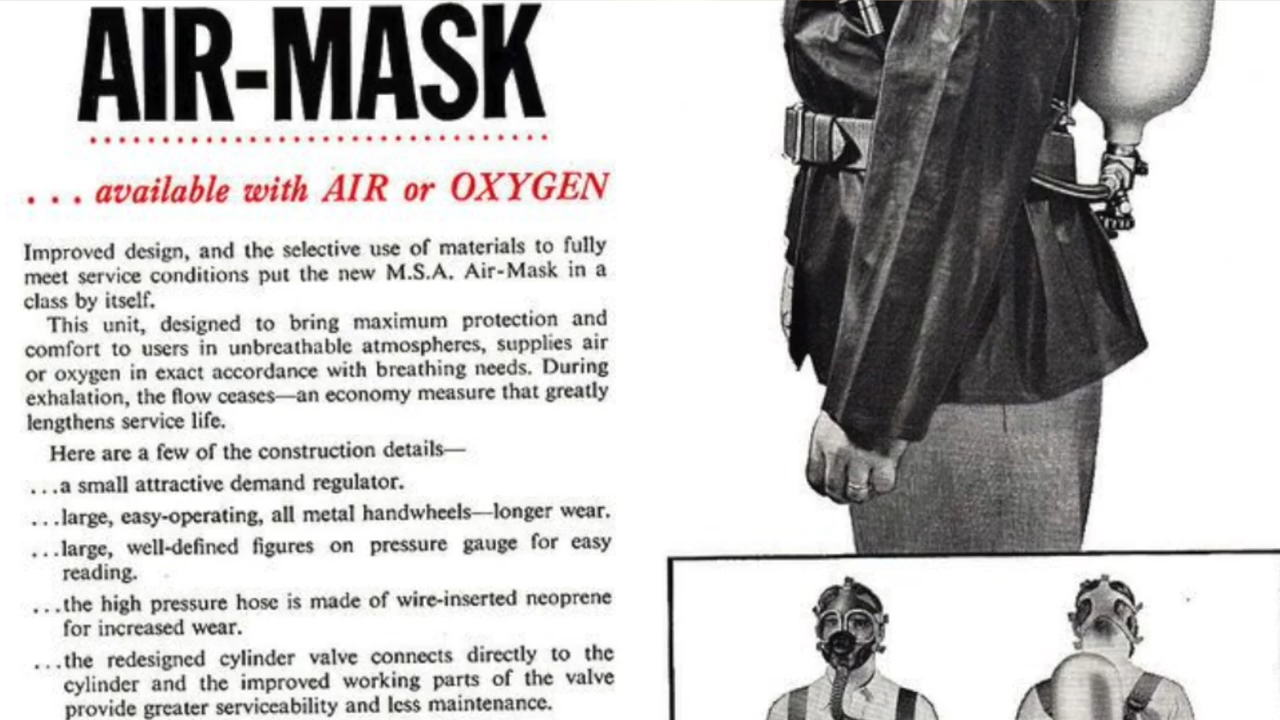 AIR-MASK
. . . available with AIR or OXYGEN
Improved design, and the selective use of materials to fully
meet service conditions put the new M.S.A. Air-Mask in a
class by itself.
This unit, designed to bring maximum protection and
comfort to users in unbreathable atmospheres, supplies air
or oxygen in exact accordance with breathing needs. During
exhalation, the flow ceases—an economy measure that greatly
lengthens service life.
Here are a few of the construction details—
...a small attractive demand regulator.
...large, easy-operating, all metal handwheels—longer wear.
...large, well-defined figures on pressure gauge for easy
reading.
...the high pressure hose is made of wire-inserted neoprene
for increased wear.
...the redesigned cylinder valve connects directly to the
cylinder and the improved working parts of the valve
provide greater serviceability and less maintenance.